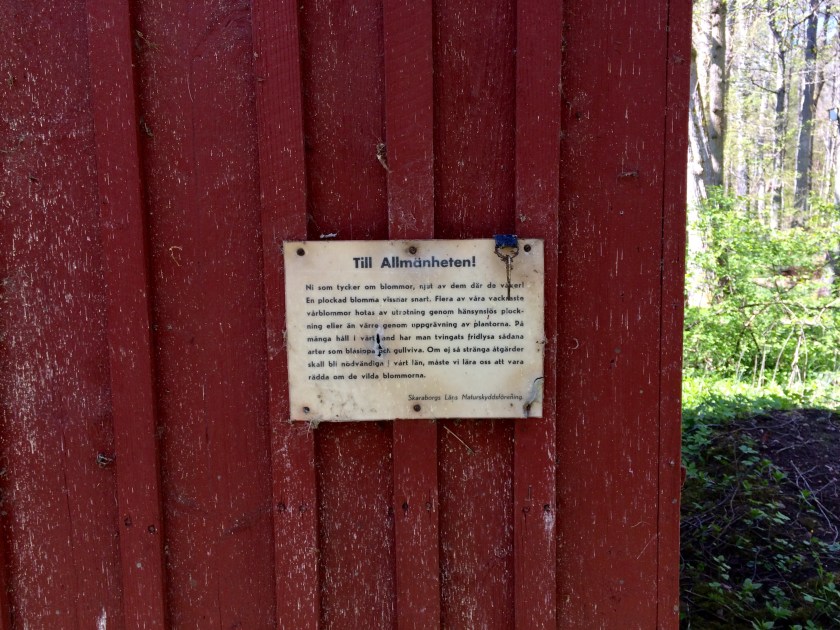 Till Allmänheten!
Ni som tycker om blommor, njut av dem där de växer!
En plockad blomma vissnar snart. Flera av våra vackraste
vårblommor hotas av utrotning genom hänsynslös plock-
ning eller än värre genom uppgrävning av plantorna. På
många håll i vårt land har man tvingats fridlysa sådana
arter som blåsippa och gullviva. Om ej så stränga åtgärder
skall bli nödvändiga i vårt län, måste vi lära oss att vara
rädda om de vilda blommorna.
Skaraborgs Läns Naturskyddsförening.